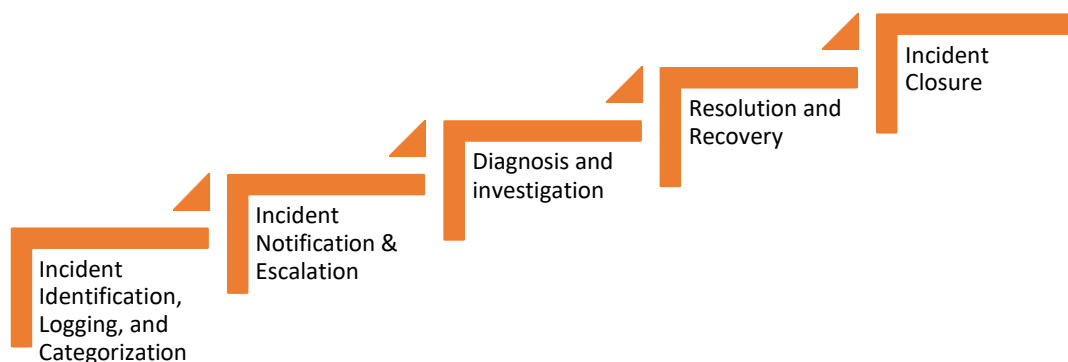 Incident
Identification,
Logging, and
Categorization
Incident
Notification &
Escalation
Diagnosis and
investigation
Resolution and
Recovery
Incident
Closure